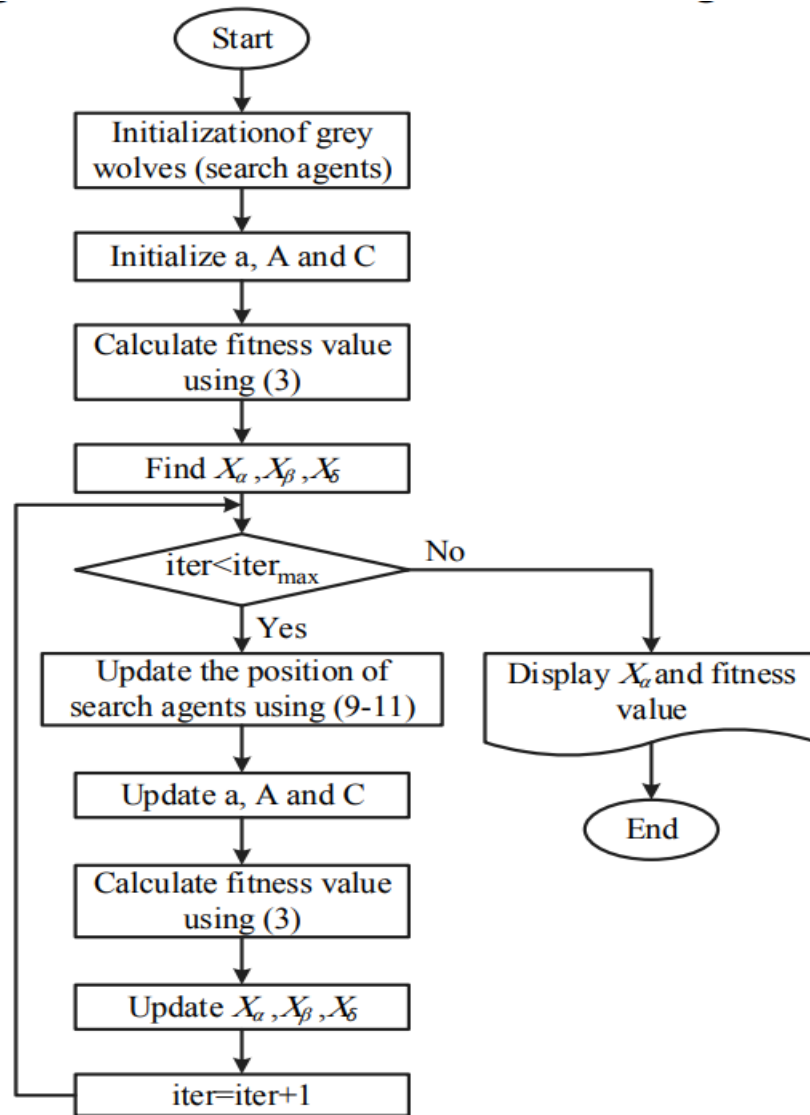 Start
Initializationof grey
wolves (search agents)
Initialize a, A and C
Calculate fitness value
using (3)
Find Xα ,Xβ ,Xδ
iter<itermax
No
Yes
Update the position of
search agents using (9-11)
Display Xα and fitness
value
Update a, A and C
End
Calculate fitness value
using (3)
Update Xα ,Xβ ,Xδ
iter=iter+1